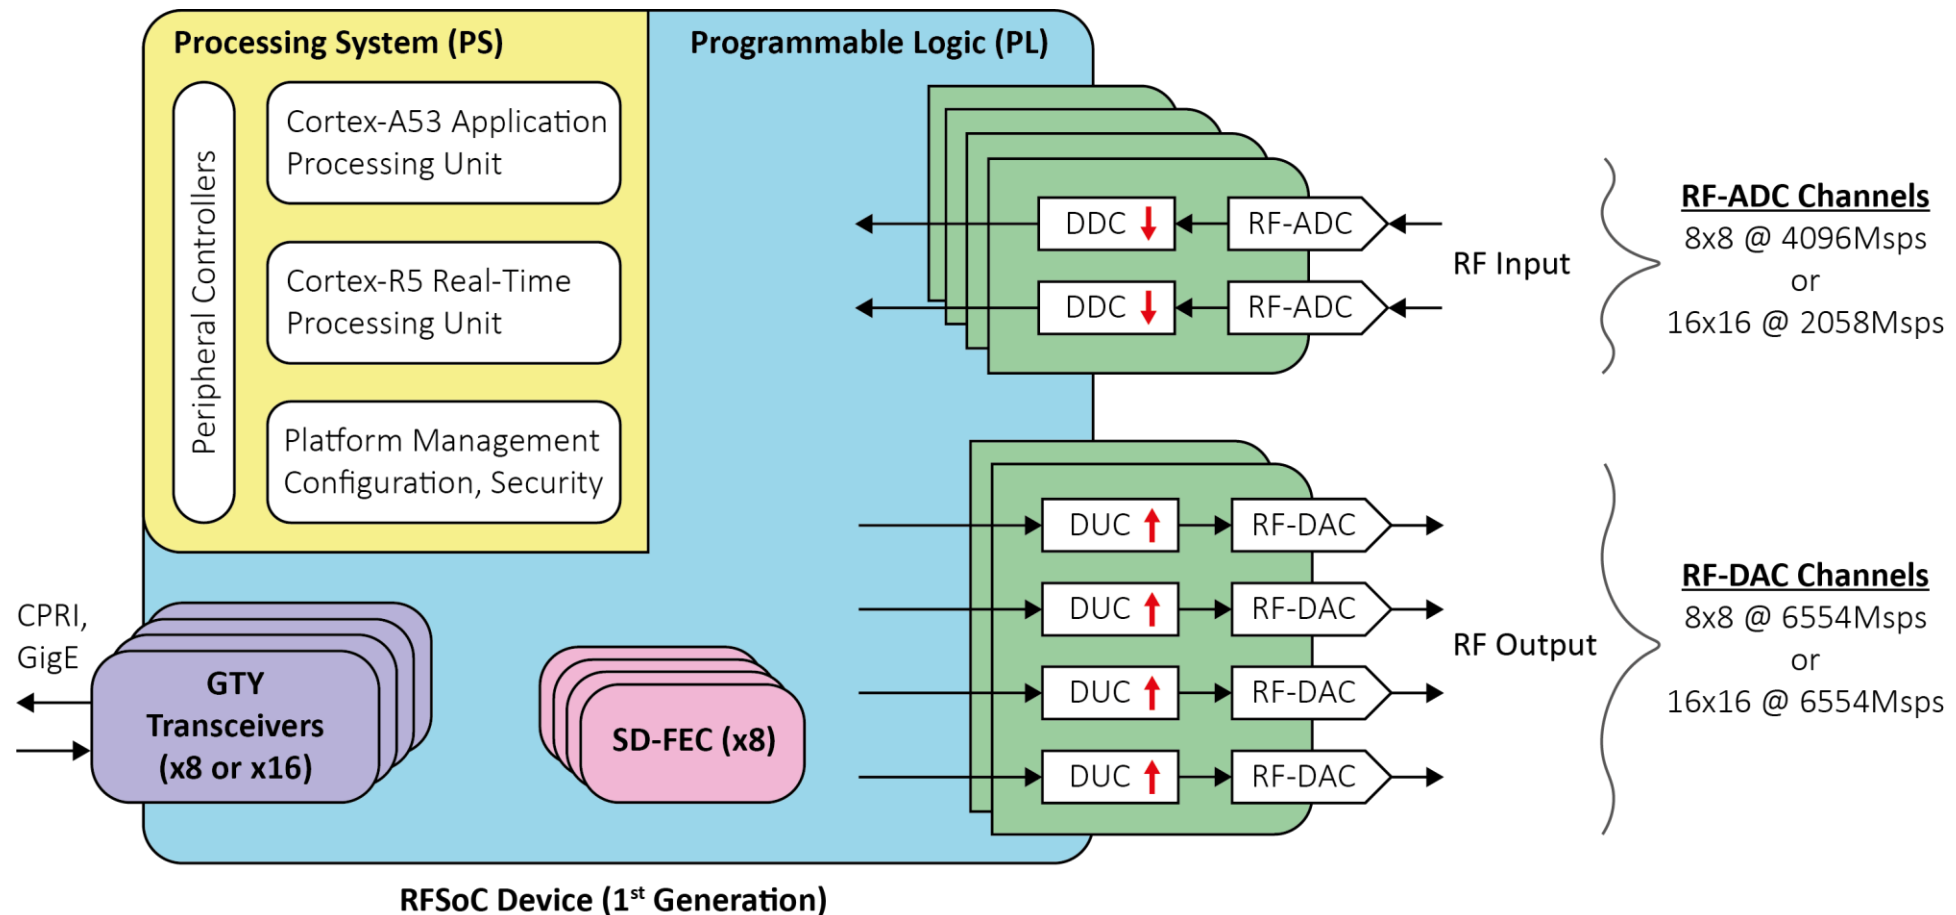 Processing System (PS)
Programmable Logic (PL)
Peripheral Controllers
Cortex-A53 Application
Processing Unit
Cortex-R5 Real-Time
Processing Unit
Platform Management
Configuration, Security
DDC
RF-ADC
DDC
RF-ADC
RF Input
RF-ADC Channels
8x8 @ 4096Msps
or
16x16 @ 2058Msps
DUC
RF-DAC
DUC
RF-DAC
DUC
RF-DAC
DUC
RF-DAC
RF Output
RF-DAC Channels
8x8 @ 6554Msps
or
16x16 @ 6554Msps
CPRI,
GigE
GTY
Transceivers
(x8 or x16)
SD-FEC (x8)
RFSoC Device (1st Generation)